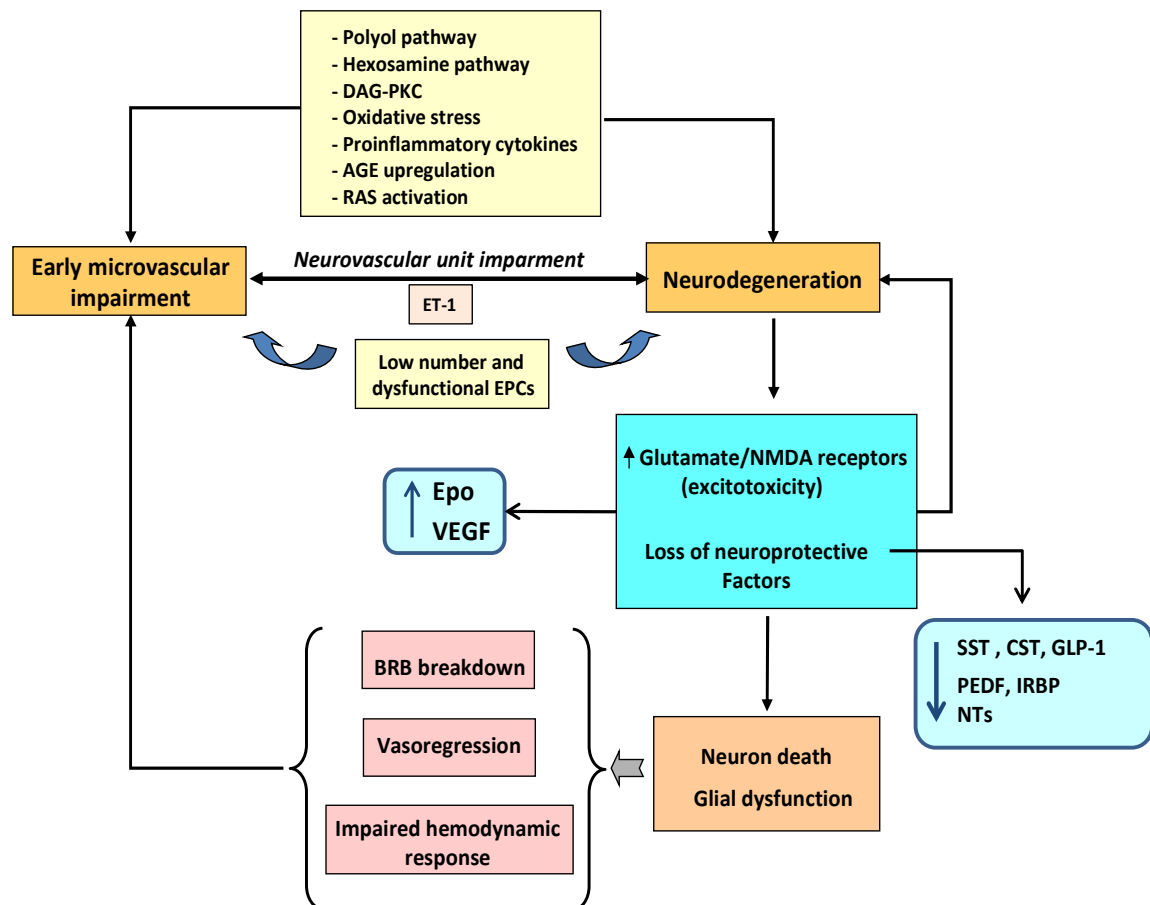 - Polyol pathway
- Hexosamine pathway
- DAG-PKC
- Oxidative stress
- Proinflammatory cytokines
- AGE upregulation
- RAS activation
Early microvascular
impairment
Neurovascular unit imparment
ET-1
Low number and
dysfunctional EPCs
Neurodegeneration
Glutamate/NMDA receptors
(excitotoxicity)
Loss of neuroprotective
Factors
Epo
VEGF
SST , CST, GLP-1
PEDF, IRBP
NTs
BRB breakdown
Vasoregression
Impaired hemodynamic
response
Neuron death
Glial dysfunction